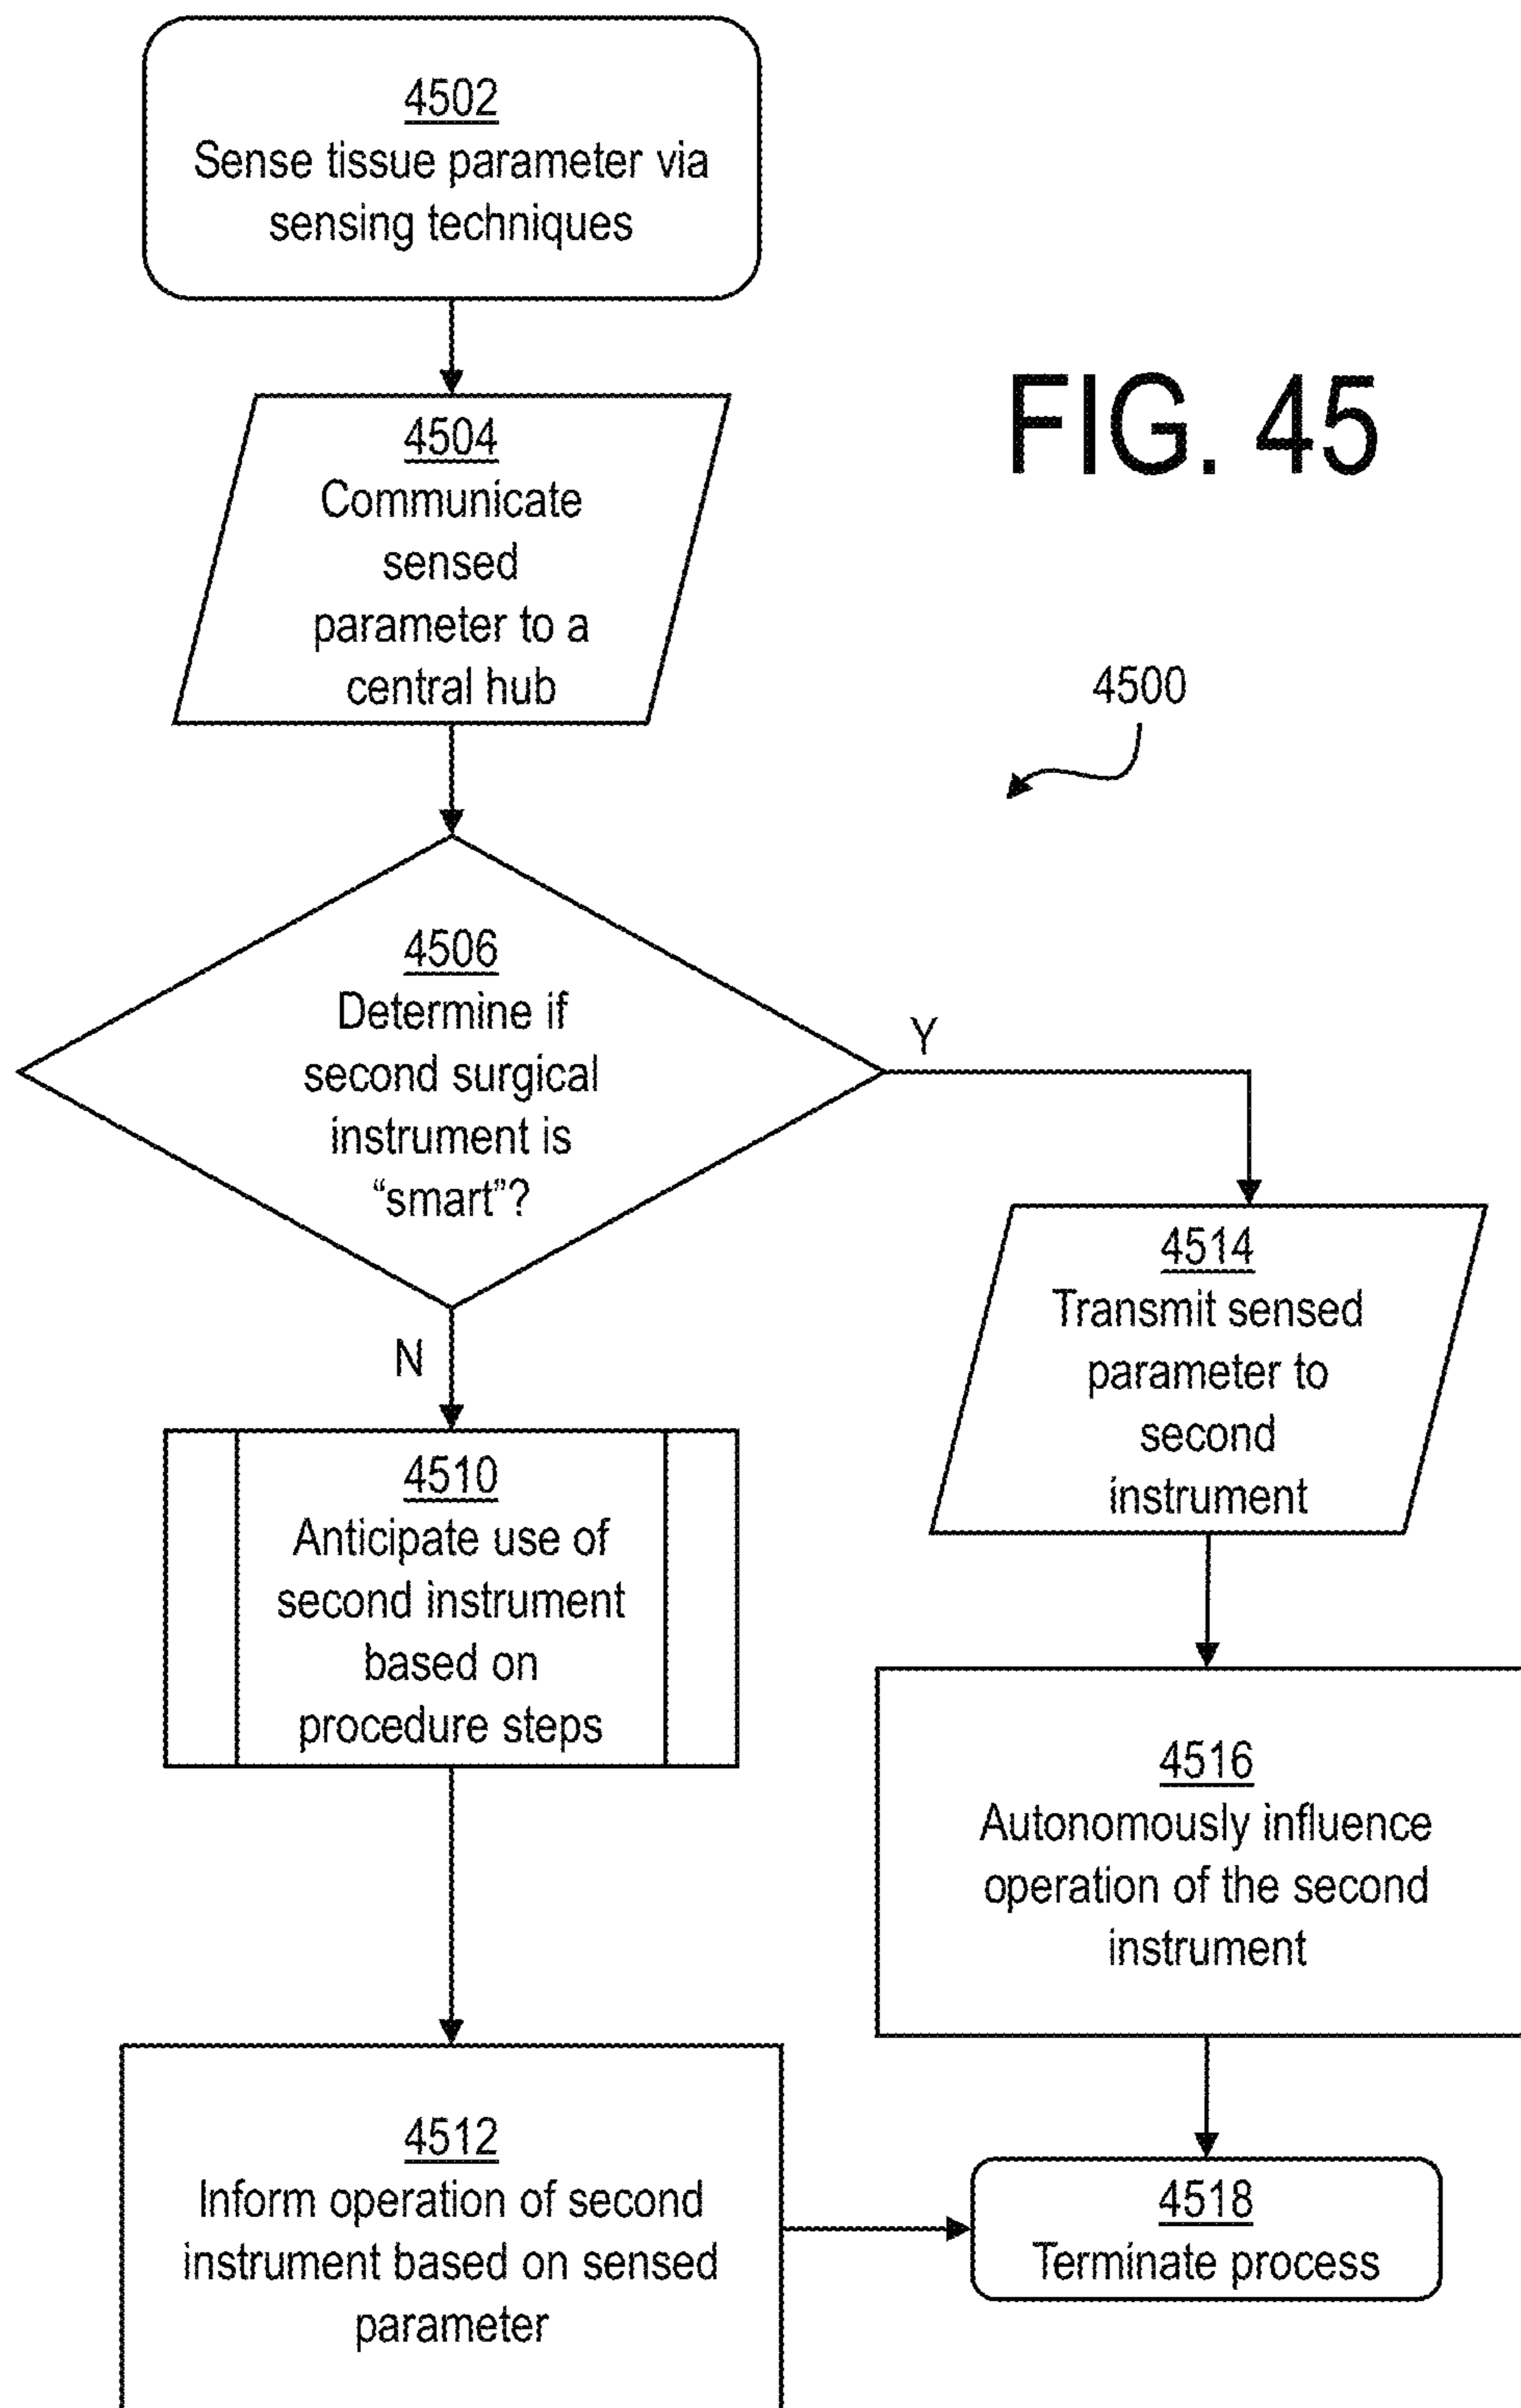 4502
Sense tissue parameter via
sensing techniques
FIG. 45
4504
Communicate
sensed
parameter to a
central hub
4500
4506
Determine if
second surgical
instrument is
“smart”?
Y
N
4514
Transmit sensed
parameter to
second
instrument
4510
Anticipate use of
second instrument
based on
procedure steps
4516
Autonomously influence
operation of the second
instrument
4512
Inform operation of second
instrument based on sensed
parameter
4518
Terminate process